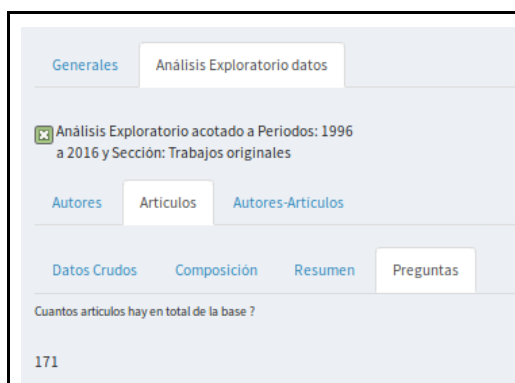 Generales Análisis Exploratorio datos
Análisis Exploratorio acotado a Periodos: 1996
a 2016 y Sección: Trabajos originales
Autores Articulos Autores-Artículos
Datos Crudos Composición Resumen Preguntas
Cuantos articulos hay en total de la base ?
171